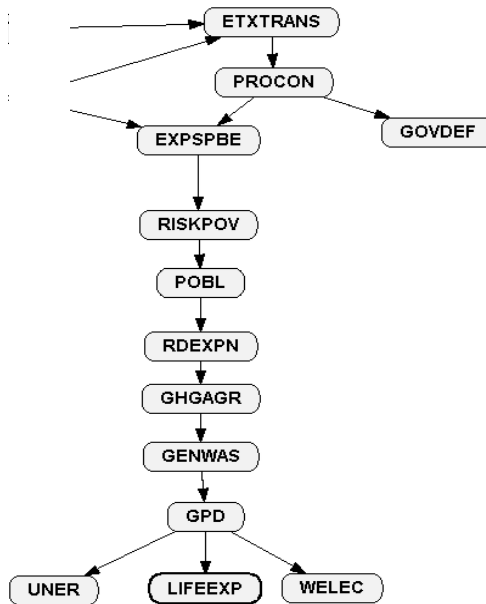 ETXTRANS
PROCON
GOVDEF
EXPSPBE
RISKPOV
POBL
RDEXPN
GHGAGR
GENWAS
GPD
UNER
LIFEEXP
WELEC